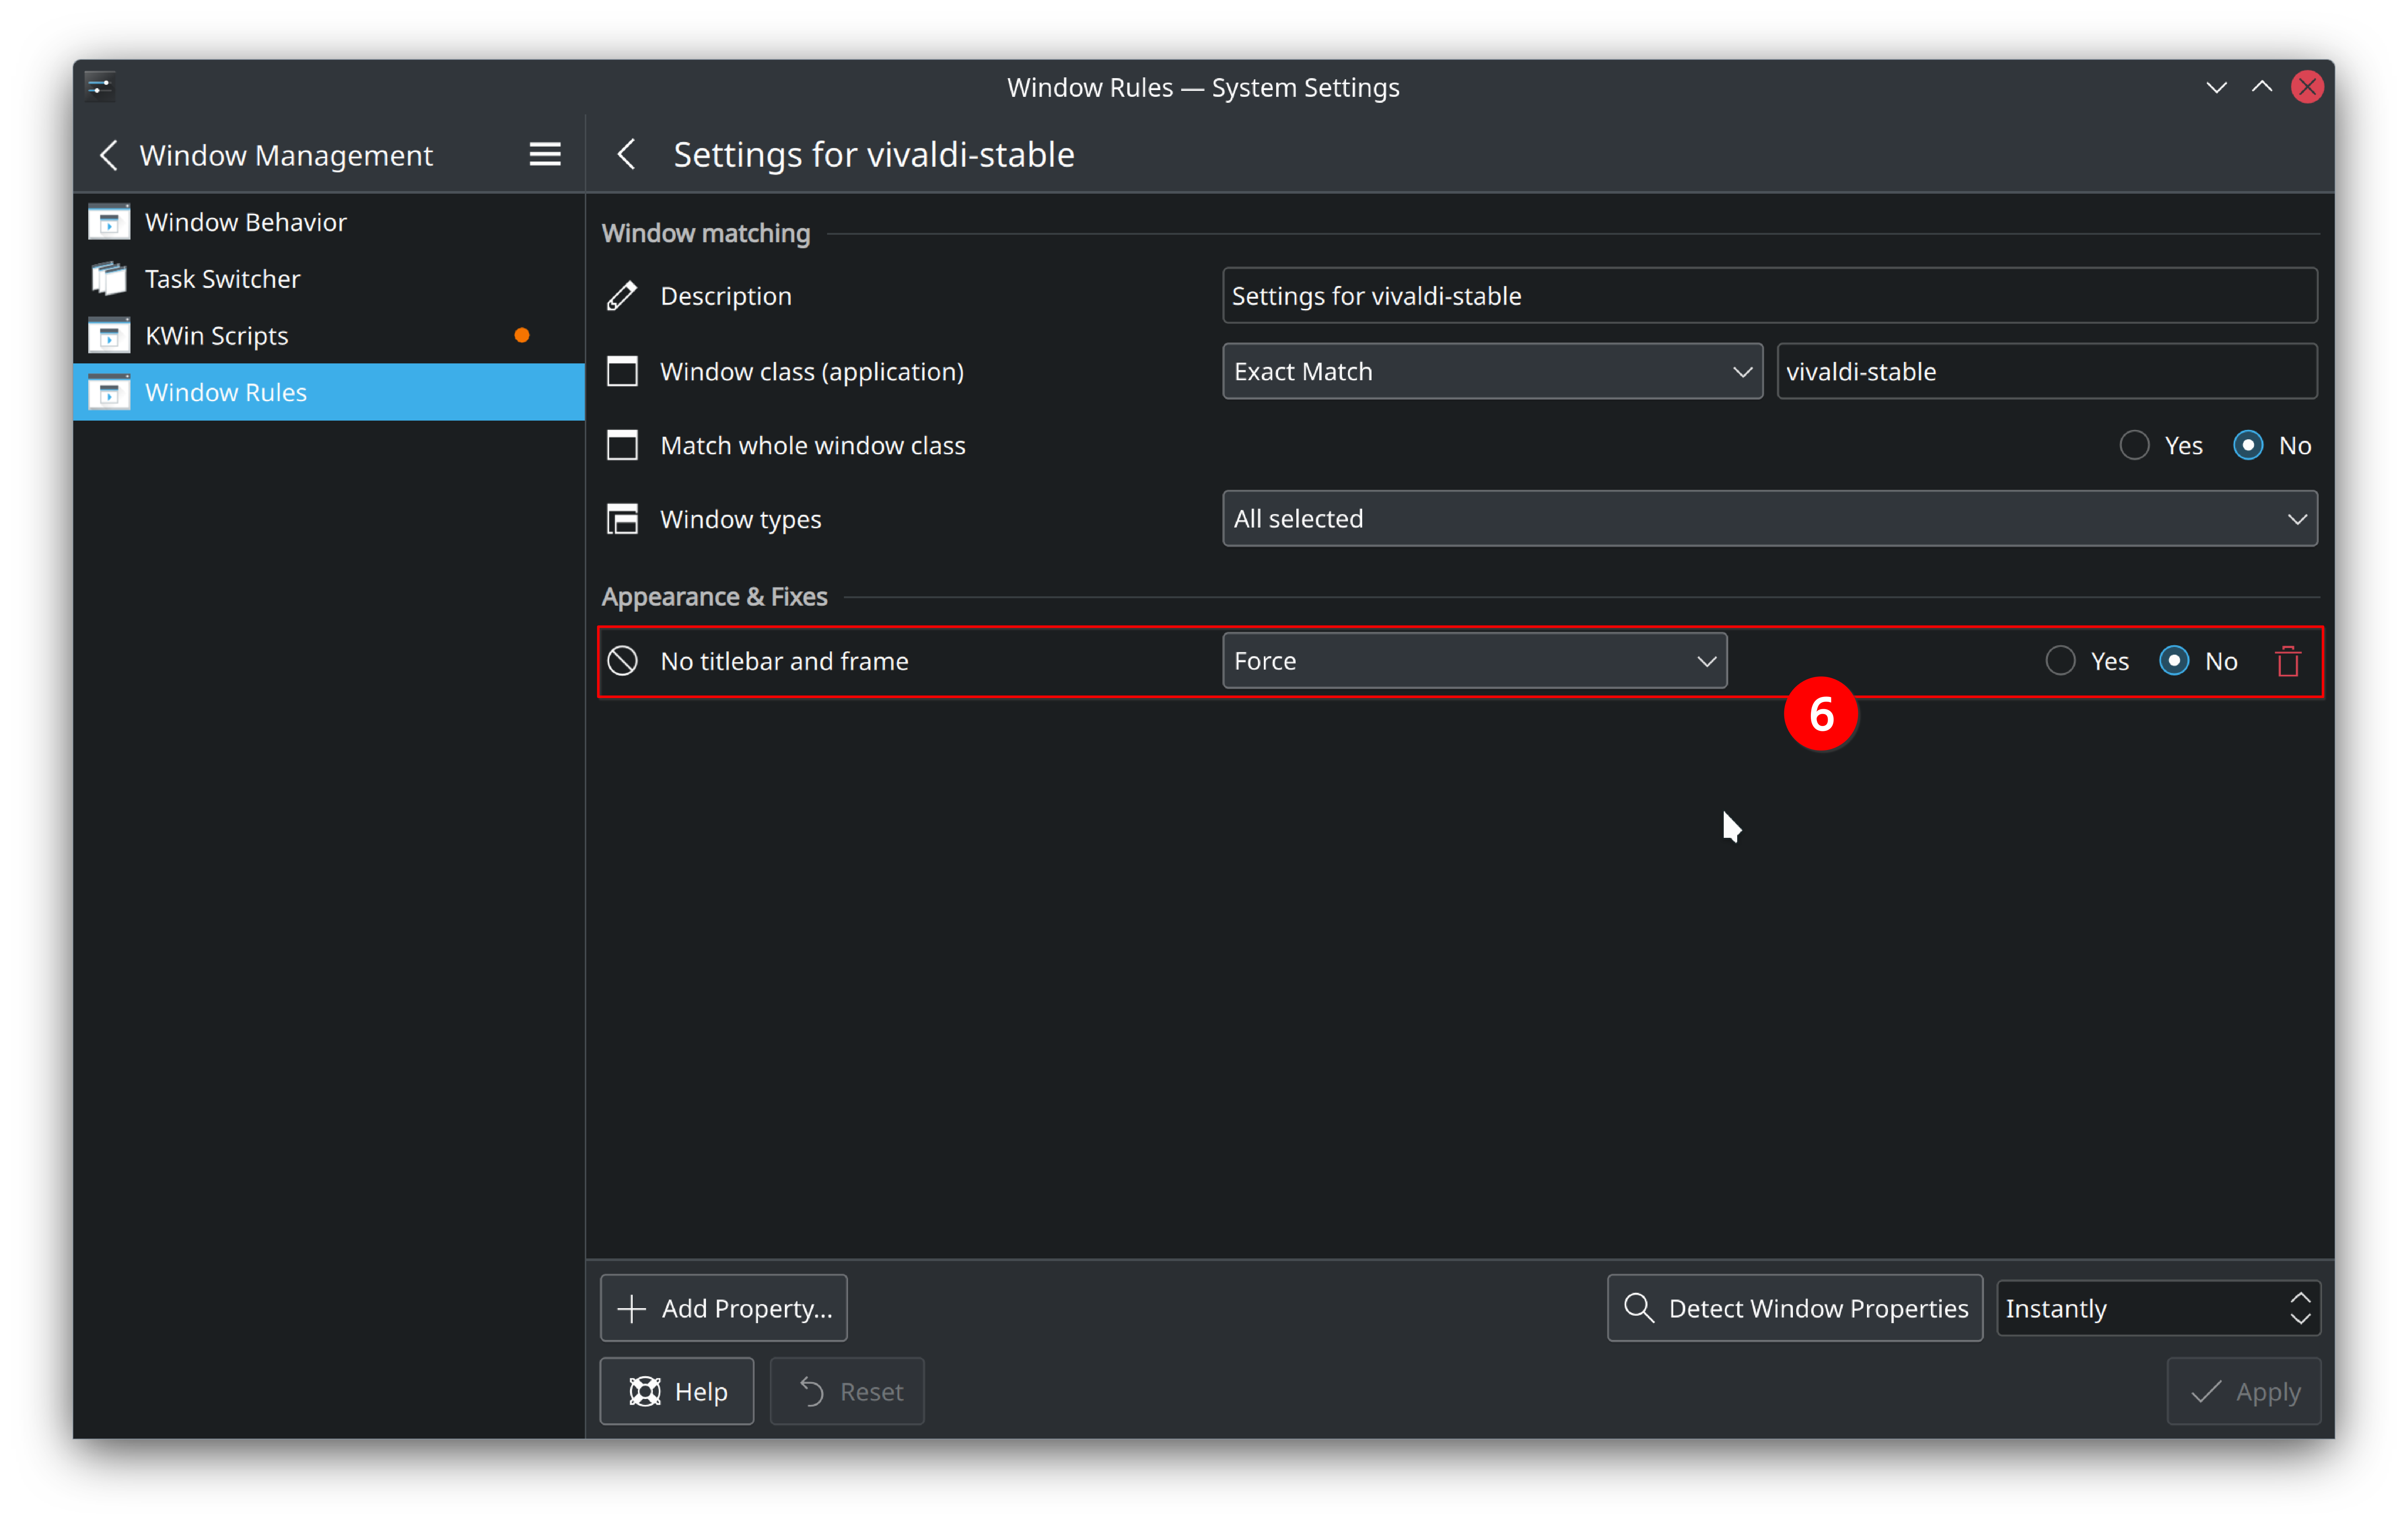 Window Rules — System Settings
Window Management
Settings for vivaldi-stable
Window Behavior
Task Switcher
KWin Scripts
Window Rules
Window matching
Description
Settings for vivaldi-stable
Window class (application)
Exact Match
vivaldi-stable
Match whole window class
Yes
No
Window types
All selected
Appearance & Fixes
No titlebar and frame
Force
Yes
No
6
Add Property...
Detect Window Properties
Instantly
Help
Reset
Apply